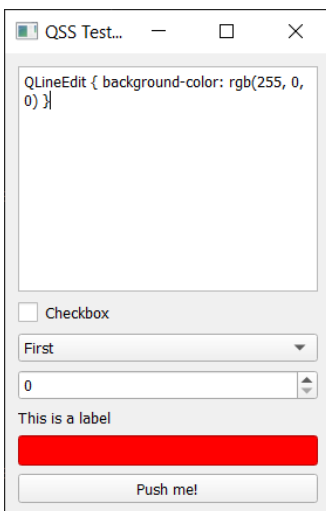 QSS Test...
QLineEdit { background-color: rgb(255, 0,
0) }
Checkbox
First
0
This is a label
Push me!